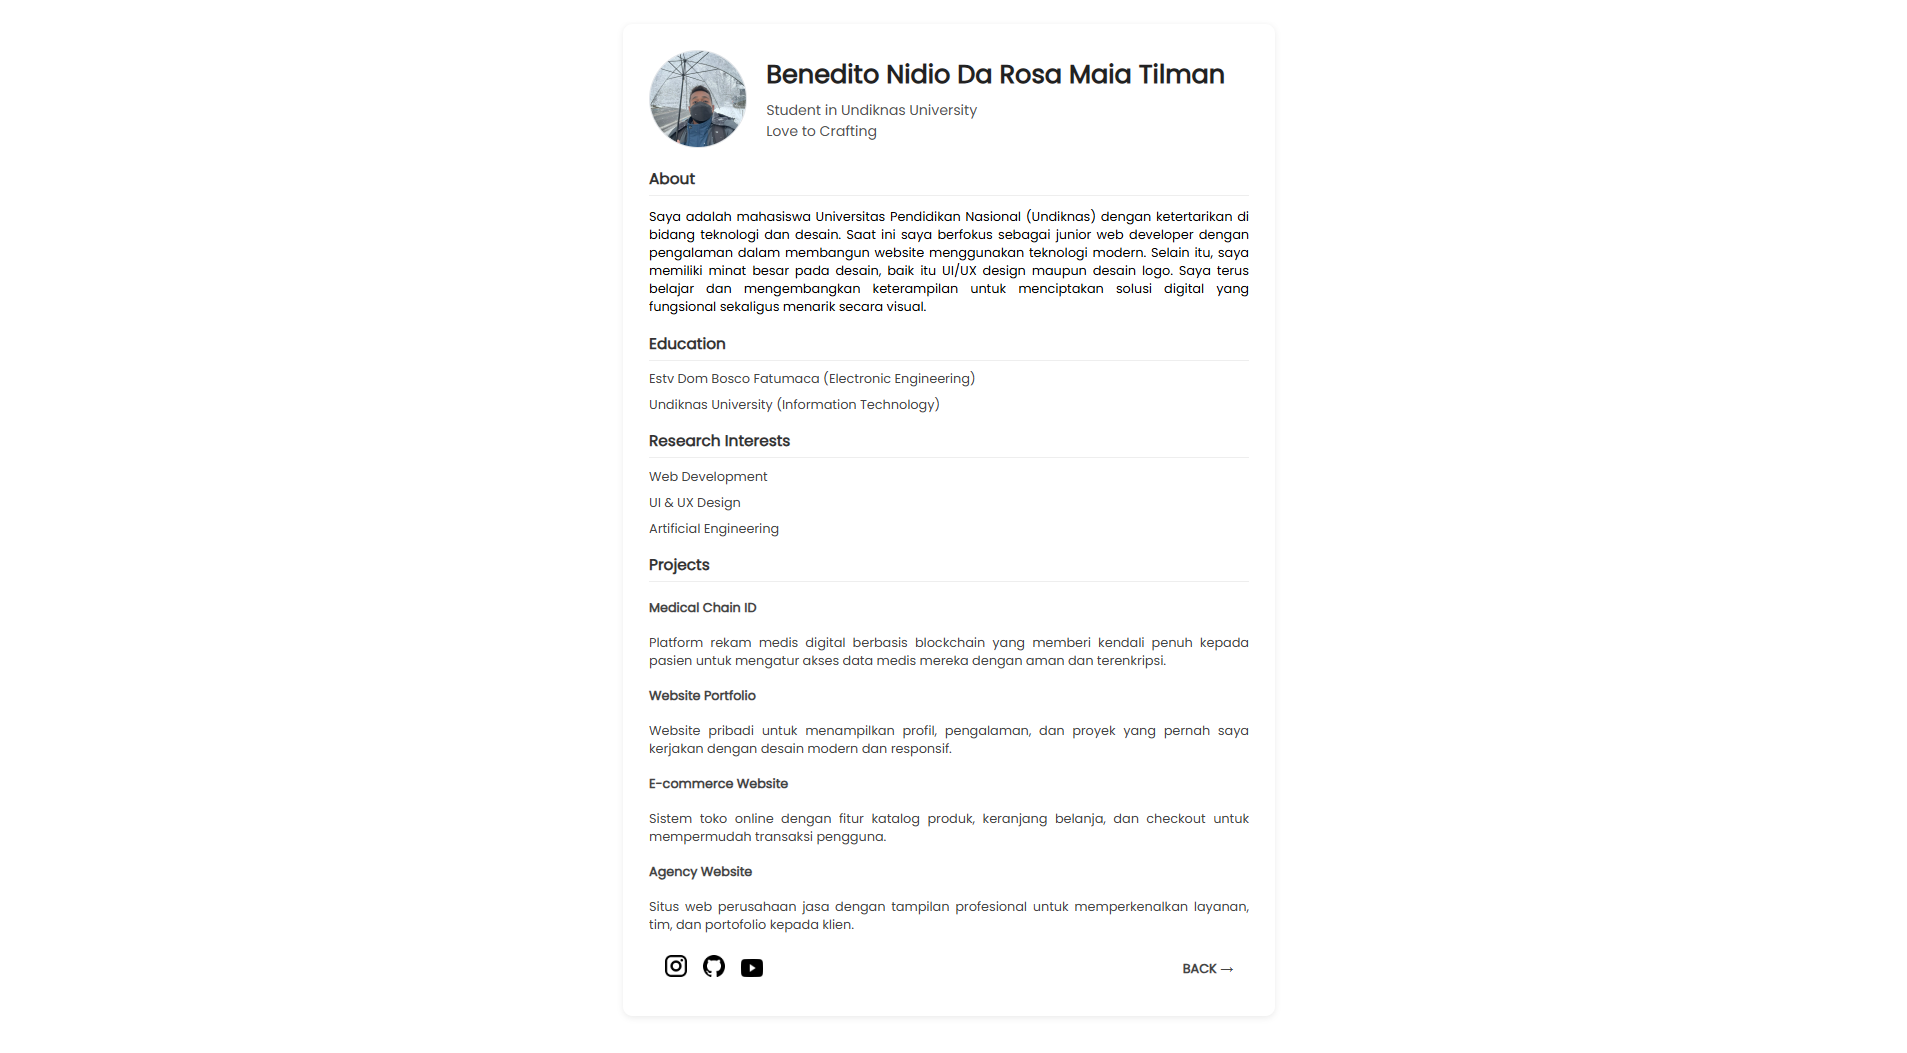 Benedito Nidio Da Rosa Maia Tilman
Student in Undiknas University
Love to Crafting
About
Saya adalah mahasiswa Universitas Pendidikan Nasional (Undiknas) dengan ketertarikan di
bidang teknologi dan desain. Saat ini saya berfokus sebagai junior web developer dengan
pengalaman dalam membangun website menggunakan teknologi modern. Selain itu, saya
memiliki minat besar pada desain, baik itu UI/UX design maupun desain logo. Saya terus
belajar dan mengembangkan keterampilan untuk menciptakan solusi digital yang
fungsional sekaligus menarik secara visual.
Education
Estv Dom Bosco Fatumaca (Electronic Engineering)
Undiknas University (Information Technology)
Research Interests
Web Development
UI & UX Design
Artificial Engineering
Projects
Medical Chain ID
Platform rekam medis digital berbasis blockchain yang memberi kendali penuh kepada
pasien untuk mengatur akses data medis mereka dengan aman dan terenkripsi.
Website Portfolio
Website pribadi untuk menampilkan profil, pengalaman, dan proyek yang pernah saya
kerjakan dengan desain modern dan responsif.
E-commerce Website
Sistem toko online dengan fitur katalog produk, keranjang belanja, dan checkout untuk
mempermudah transaksi pengguna.
Agency Website
Situs web perusahaan jasa dengan tampilan profesional untuk memperkenalkan layanan,
tim, dan portofolio kepada klien.
BACK →